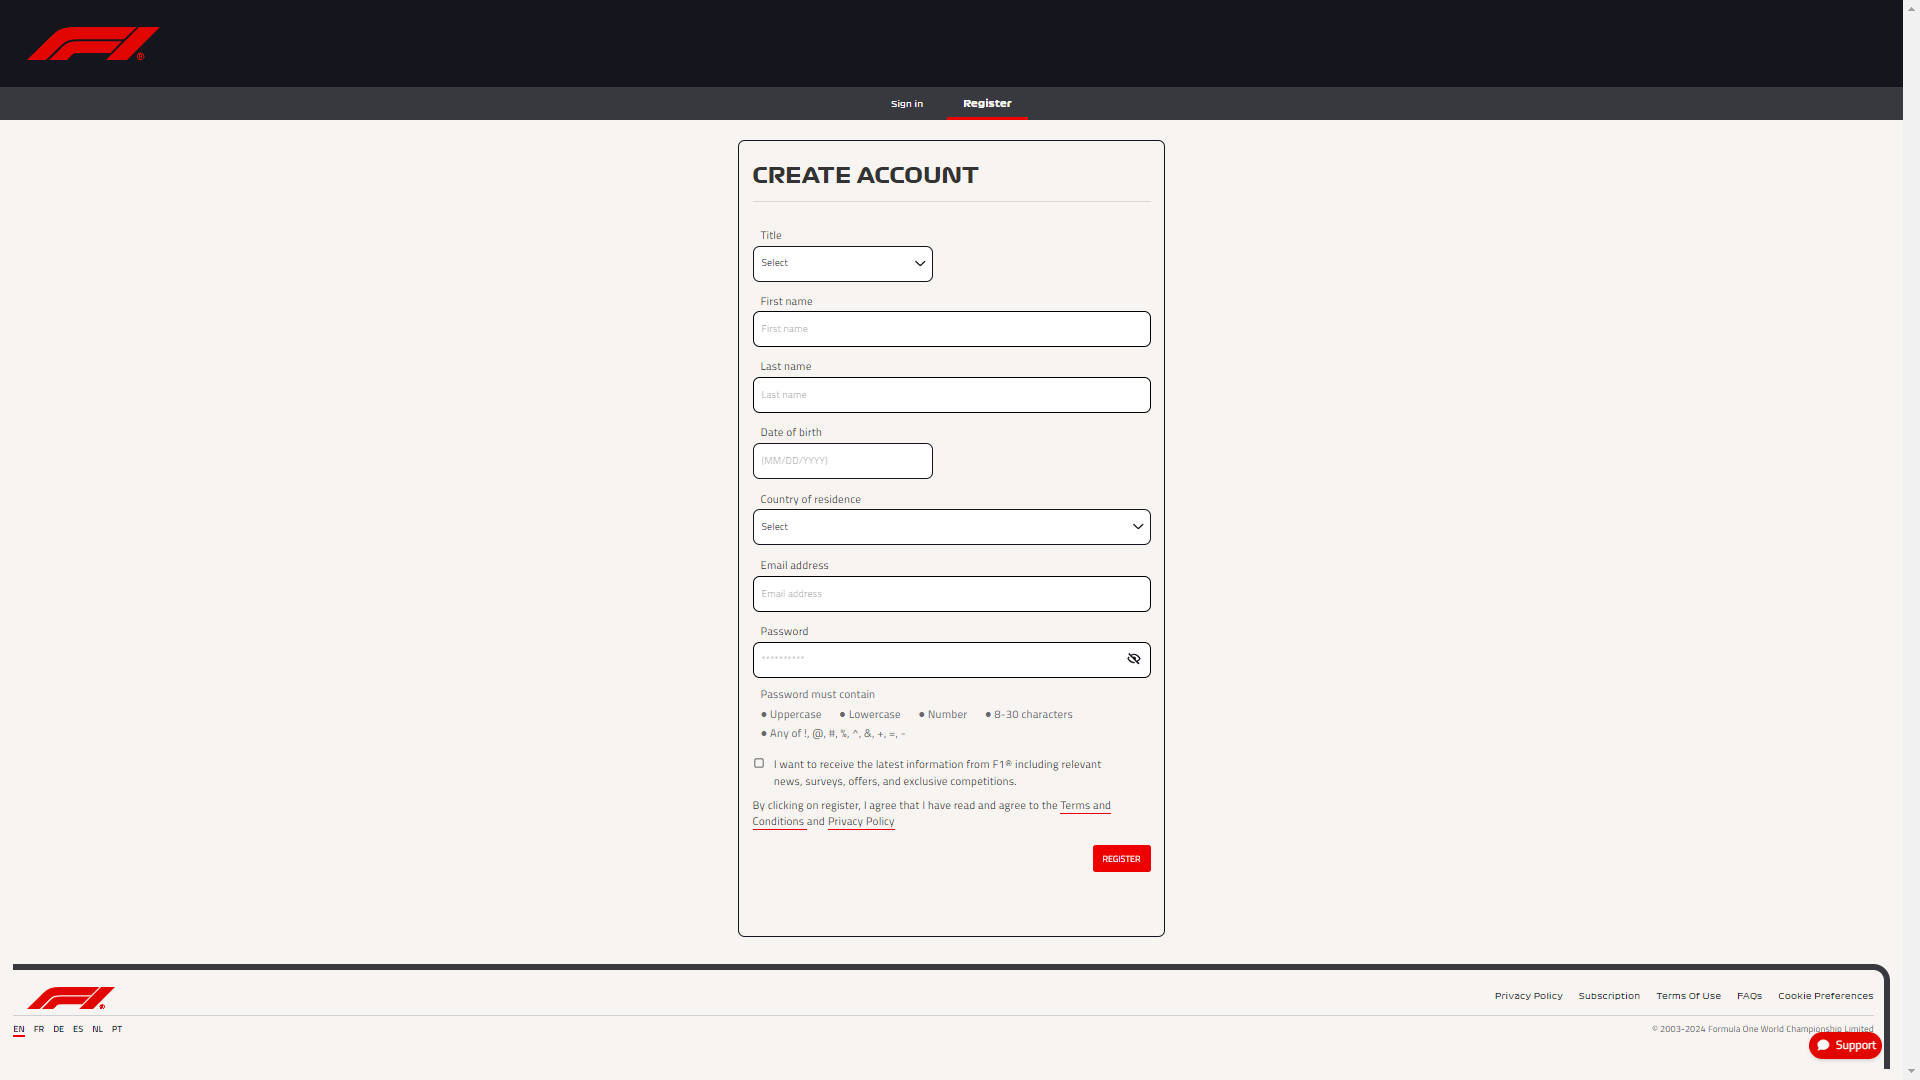 Sign in Register
CREATE ACCOUNT
Title
Select
First name
First name
Last name
Last name
Date of birth
(MM/DD/YYYY)
Country of residence
Select
Email address
Email address
Password
**********
Password must contain
● Uppercase ● Lowercase ● Number ● 8-30 characters
● Any of !, @, #, %, ^, &, +, =, -
I want to receive the latest information from F1® including relevant
news, surveys, offers, and exclusive competitions.
By clicking on register, I agree that I have read and agree to the Terms and
Conditions and Privacy Policy
REGISTER
Privacy Policy Subscription Terms Of Use FAQs Cookie Preferences
EN FR DE ES NL PT
© 2003-2024 Formula One World Championship Limited
Support